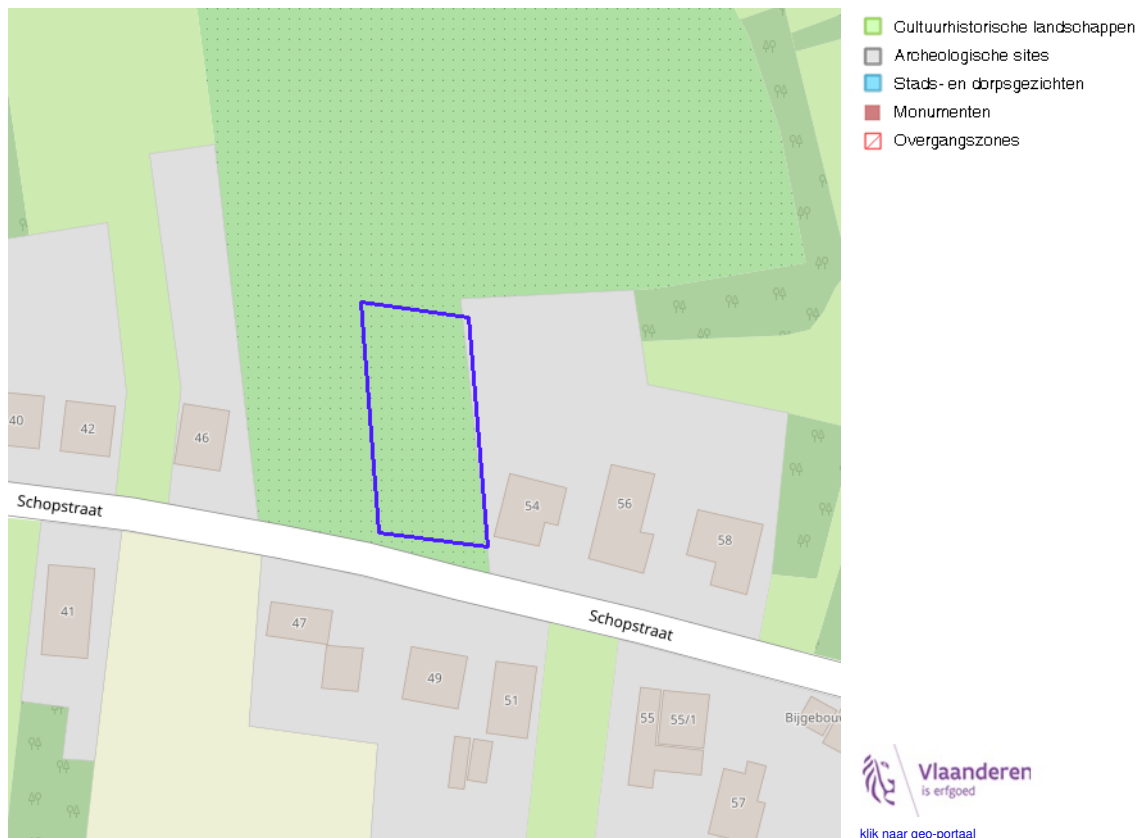 Cultuurhistorische landschappen
Archeologische sites
Stads- en dorpsgezichten
Monumenten
Overgangszones
40
42
46
Schopstraat
54
56
58
41
47
49
51
Schopstraat
55
55/1
Bijgebou
57
Vlaanderen
is erfgoed
klik naar geo-portaal